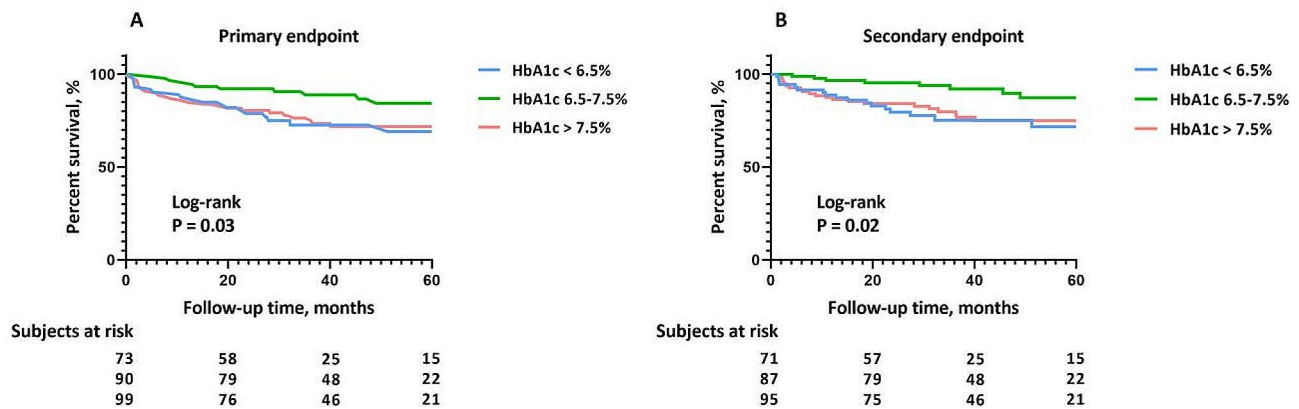 A
Primary endpoint
Percent survival, %
100
50
0
0 20 40 60
Follow-up time, months
HbA1c < 6.5%
HbA1c 6.5-7.5%
HbA1c > 7.5%
Log-rank
P = 0.03
Subjects at risk
73 58 25 15
90 79 48 22
99 76 46 21
B
Secondary endpoint
Percent survival, %
100
50
0
0 20 40 60
Follow-up time, months
HbA1c < 6.5%
HbA1c 6.5-7.5%
HbA1c > 7.5%
Log-rank
P = 0.02
Subjects at risk
71 57 25 15
87 79 48 22
95 75 46 21